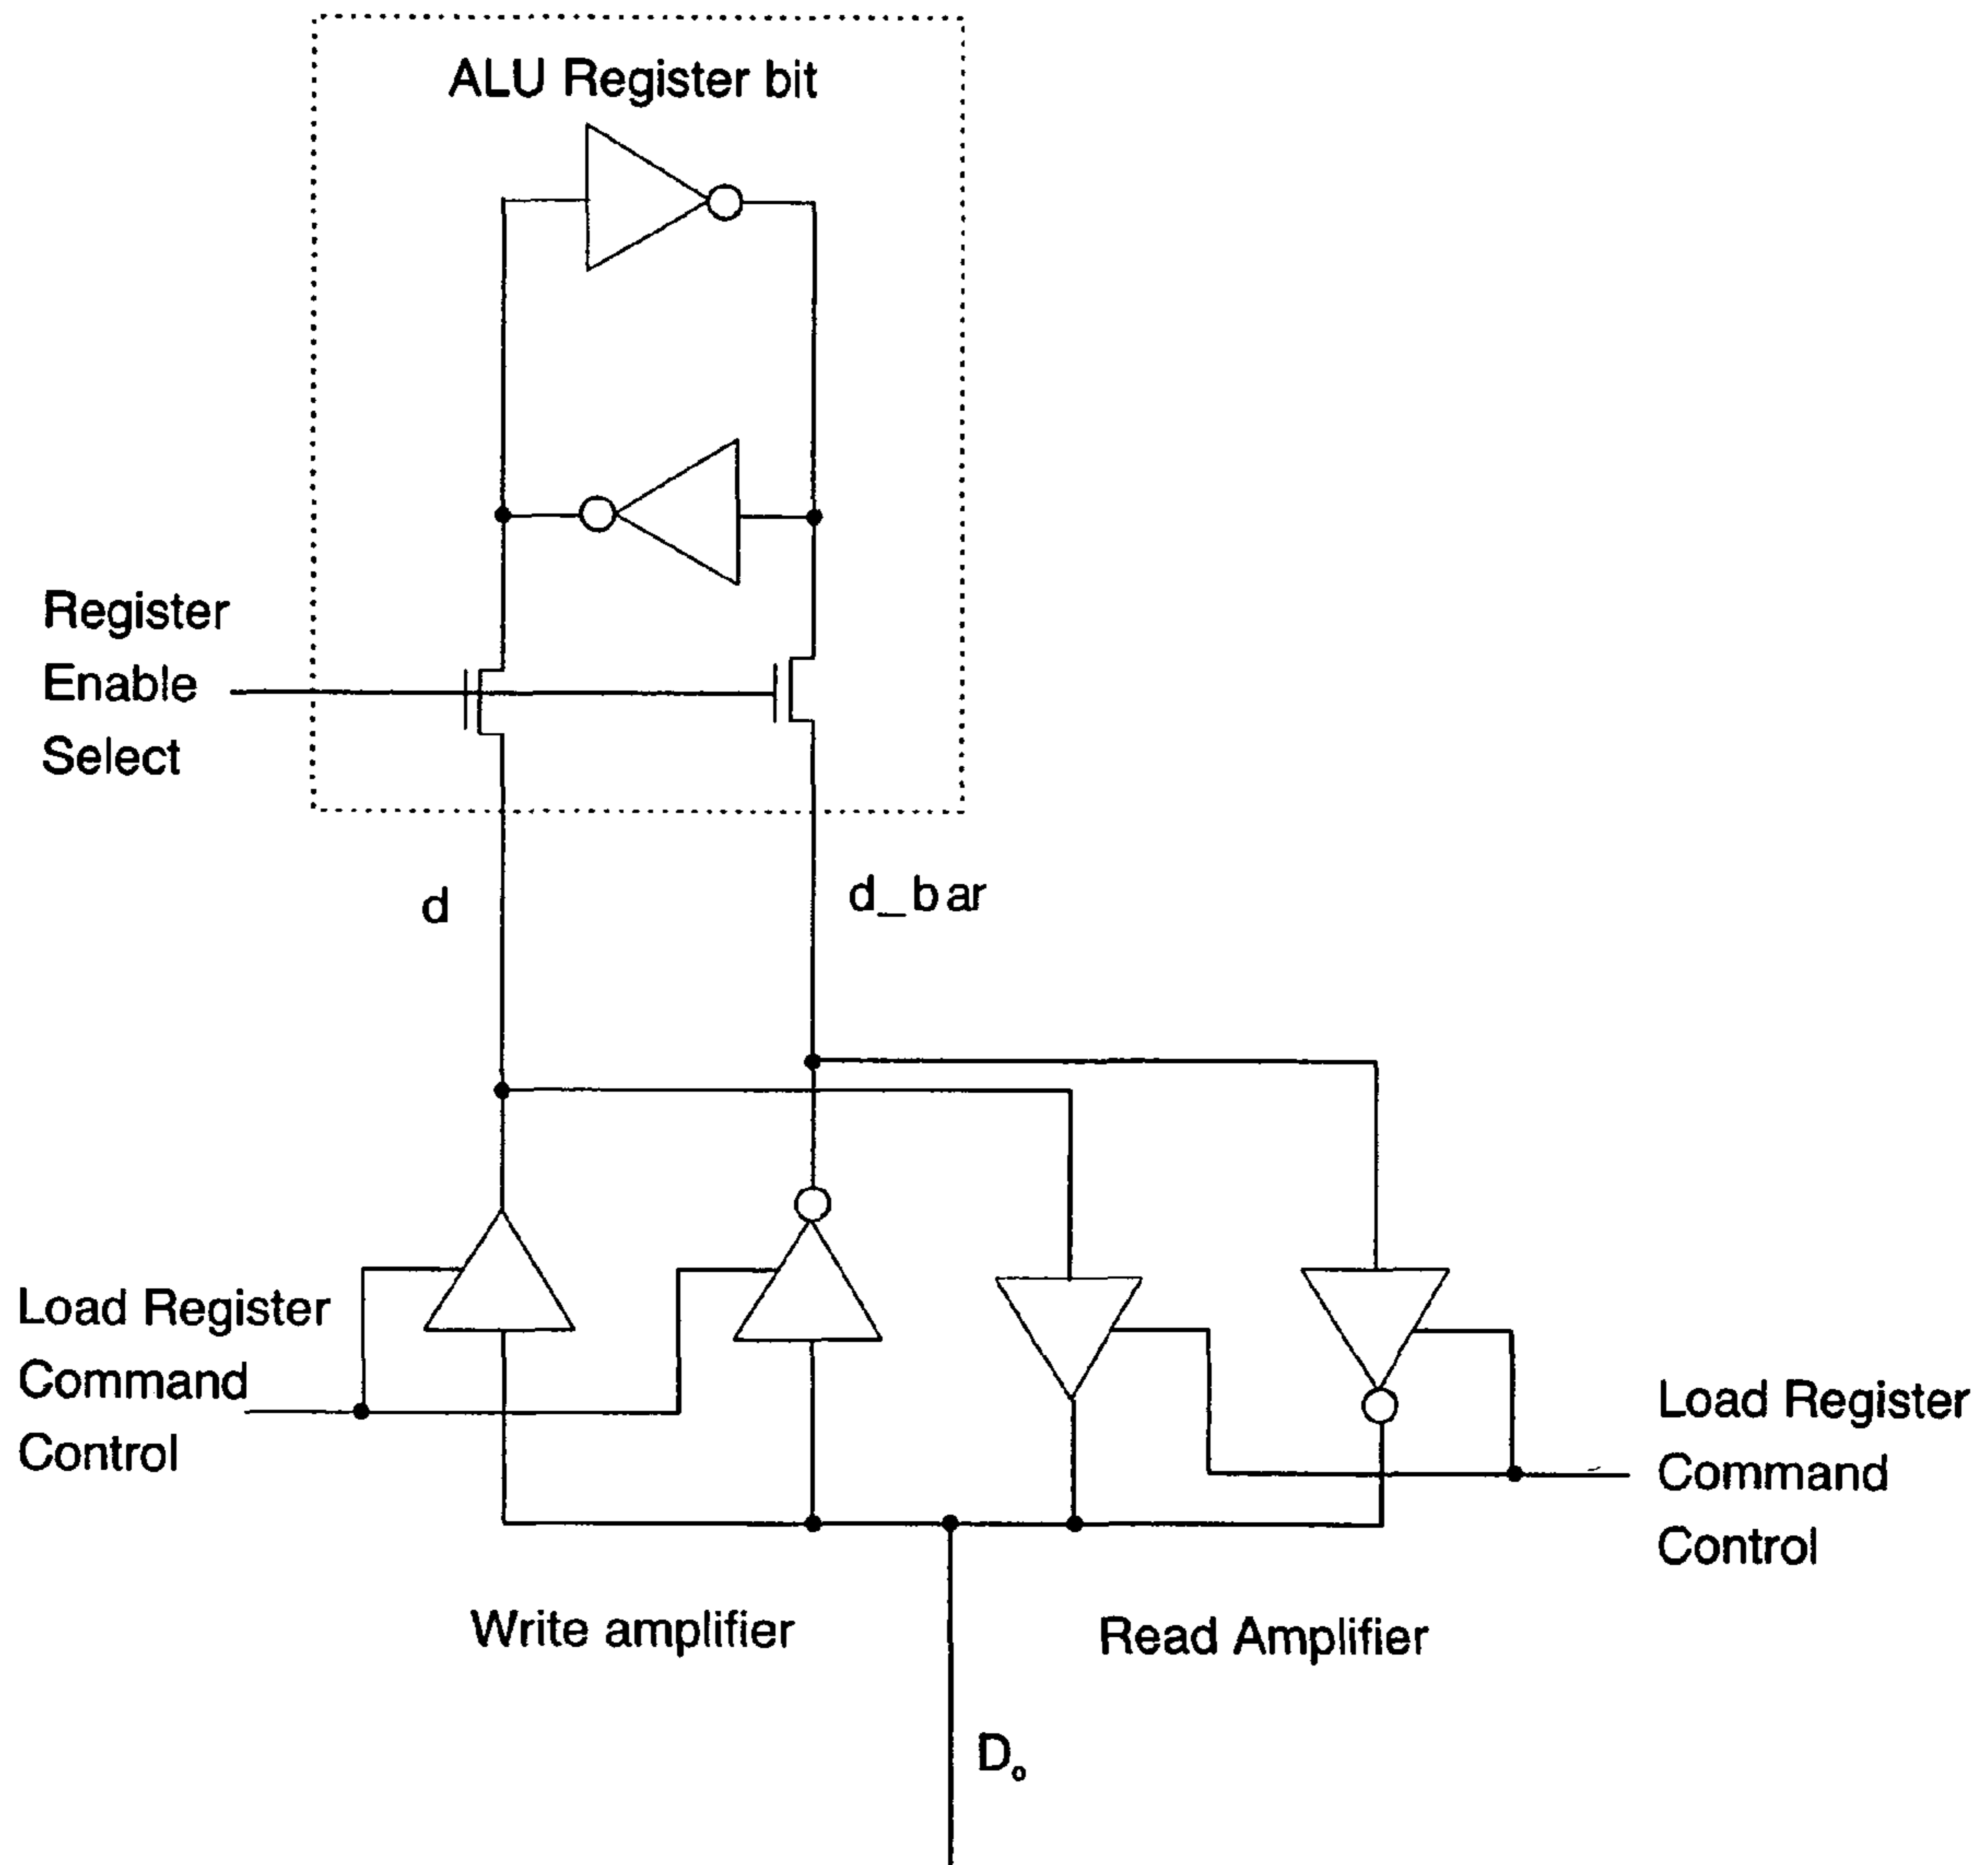 ALU Register bit
Register
Enable
Select
d
d_bar
Load Register
Command
Control
Load Register
Command
Control
Write amplifier
Read Amplifier
Do